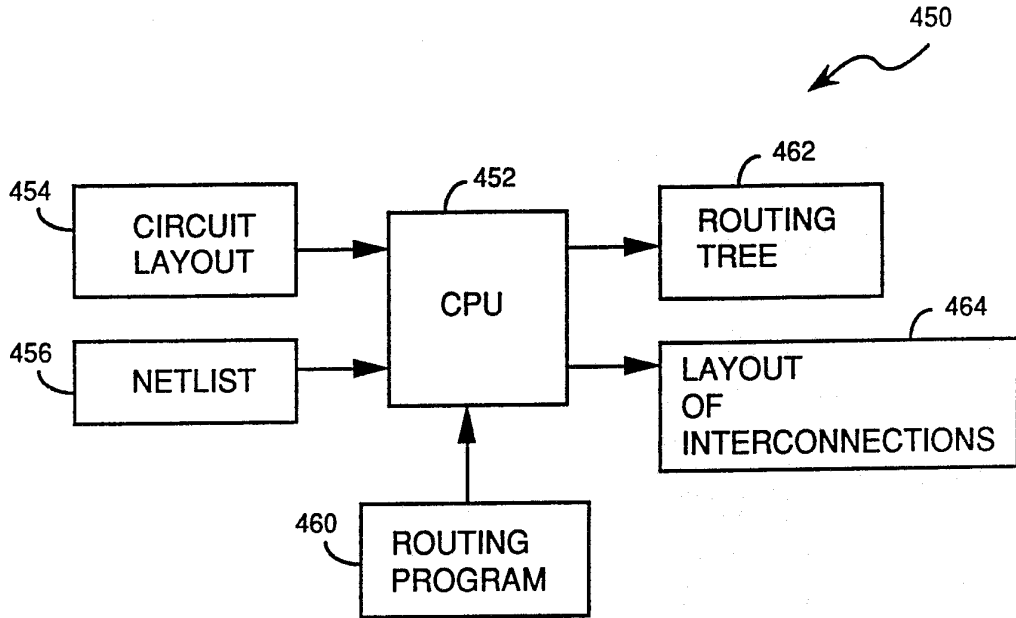 450
462
452
454
CIRCUIT
LAYOUT
CPU
ROUTING
TREE
464
456
NETLIST
LAYOUT
OF
INTERCONNECTIONS
460
ROUTING
PROGRAM